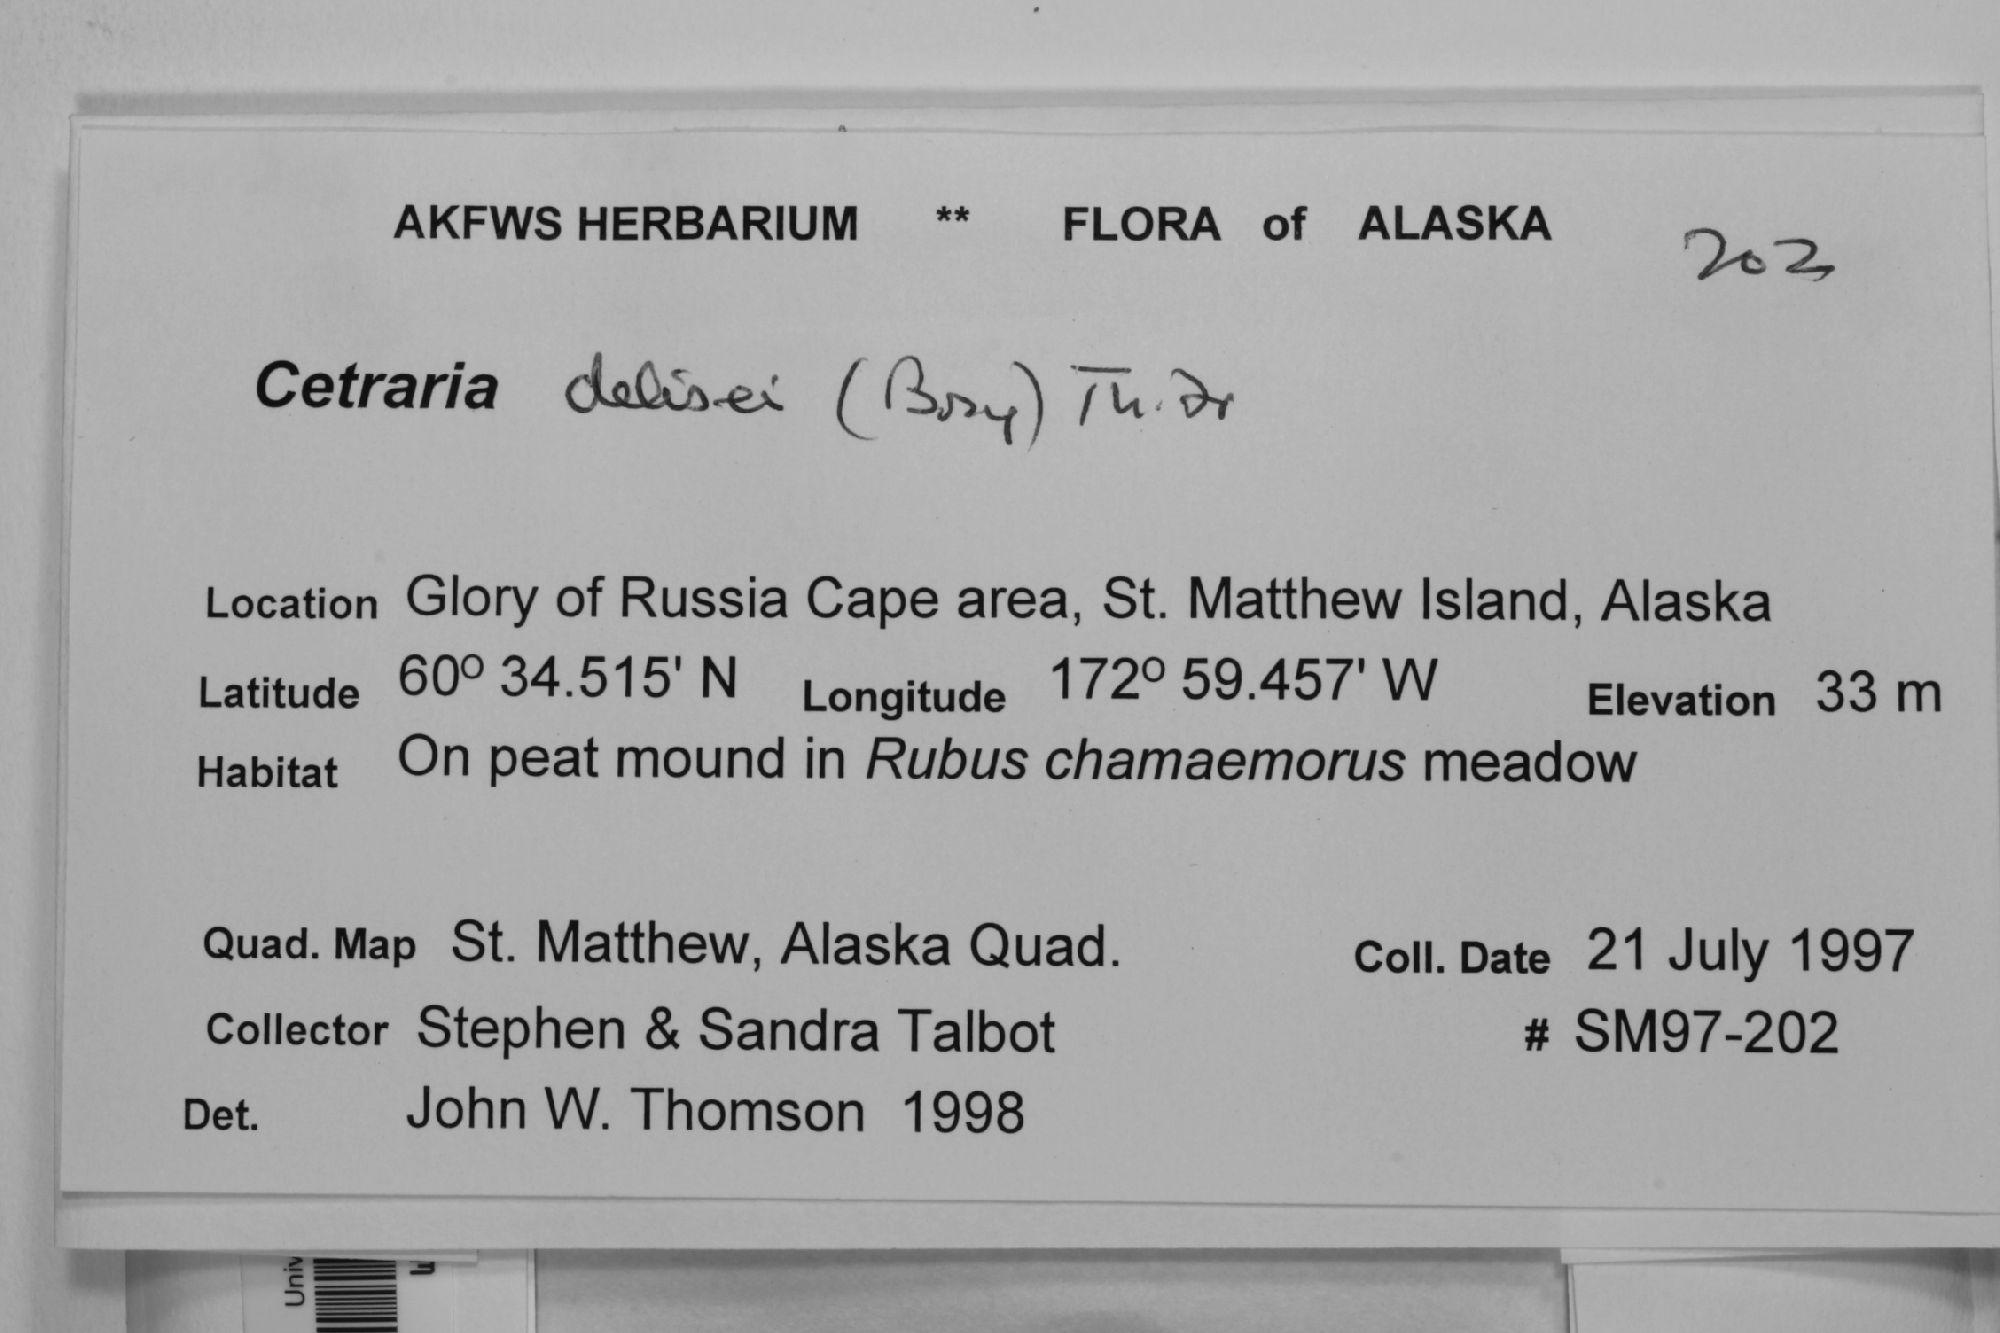 AKFWS HERBARIUM ** FLORA of ALASKA 202
Cetraria delisei (Bory) Th. Fr
Location Glory of Russia Cape area, St. Matthew Island, Alaska
Latitude 60º 34.515' N Longitude 172º 59.457' W Elevation 33 m
Habitat On peat mound in Rubus chamaemorus meadow
Quad. Map St. Matthew, Alaska Quad. Coll. Date 21 July 1997
Collector Stephen & Sandra Talbot # SM97-202
Det. John W. Thomson 1998
Univ